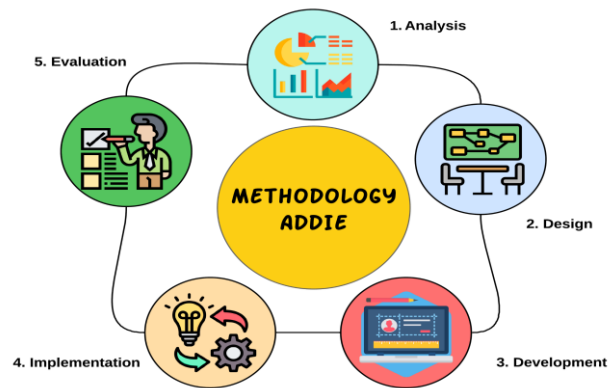 1. Analysis
5. Evaluation
METHODOLOGY
ADDIE
2. Design
4. Implementation
3. Development